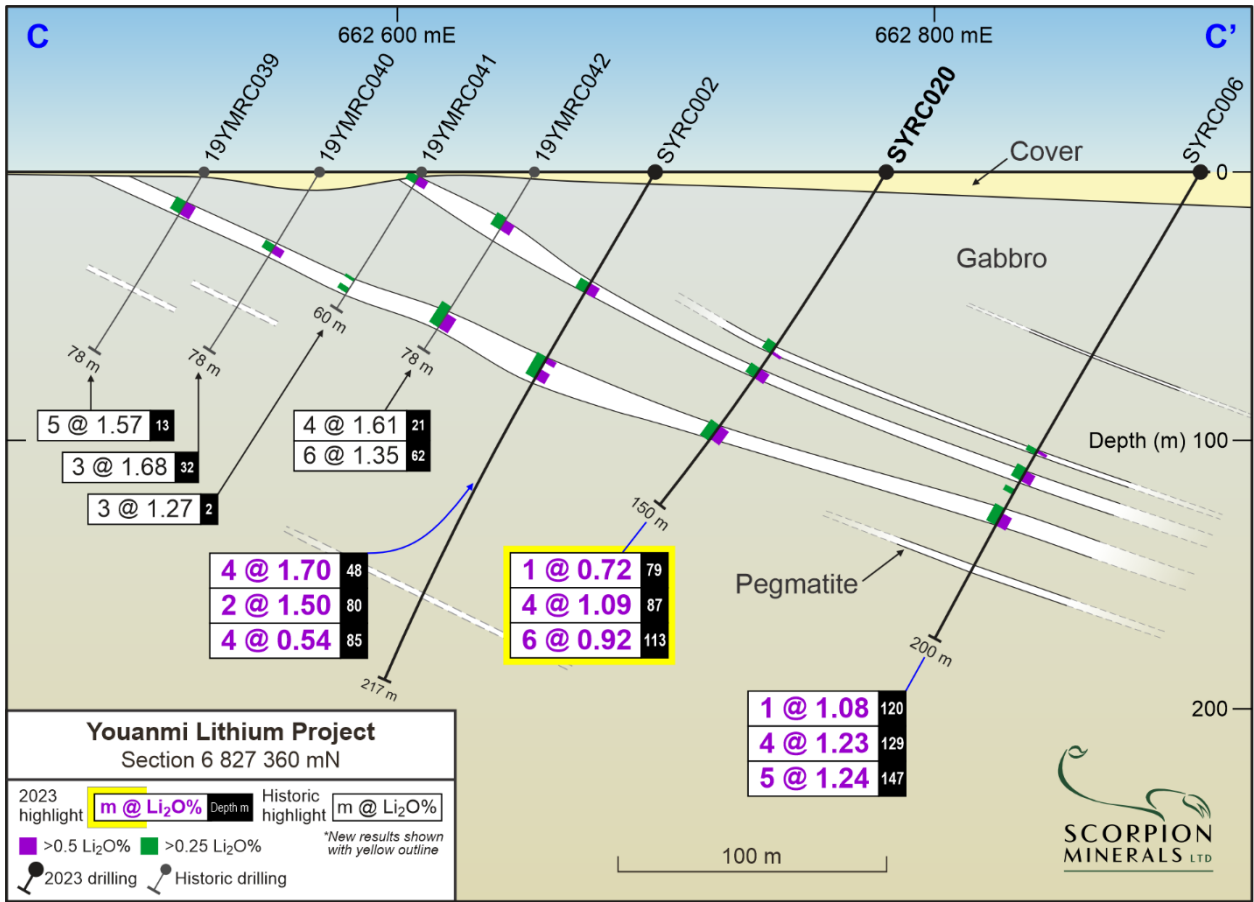 C
662 600 mE
662 800 mE
C’
19YMRC039
19YMRC040
19YMRC041
19YMRC042
SYRC002
SYRC020
SYRC006
Cover
0
Gabbro
60 m
78 m
78 m
78 m
Depth (m) 100
5 @ 1.57 13
3 @ 1.68 32
3 @ 1.27 2
4 @ 1.61 21
6 @ 1.35 62
150 m
Pegmatite
4 @ 1.70 48
2 @ 1.50 80
4 @ 0.54 85
1 @ 0.72 79
4 @ 1.09 87
6 @ 0.92 113
200 m
217 m
1 @ 1.08 120
4 @ 1.23 129
5 @ 1.24 147
200
Youanmi Lithium Project
Section 6 827 360 mN
2023 highlight
m @ Li₂O% Depth m
Historic highlight
m @ Li₂O%
>0.5 Li₂O%
>0.25 Li₂O%
*New results shown
with yellow outline
2023 drilling
Historic drilling
100 m
SCORPION
MINERALS LTD